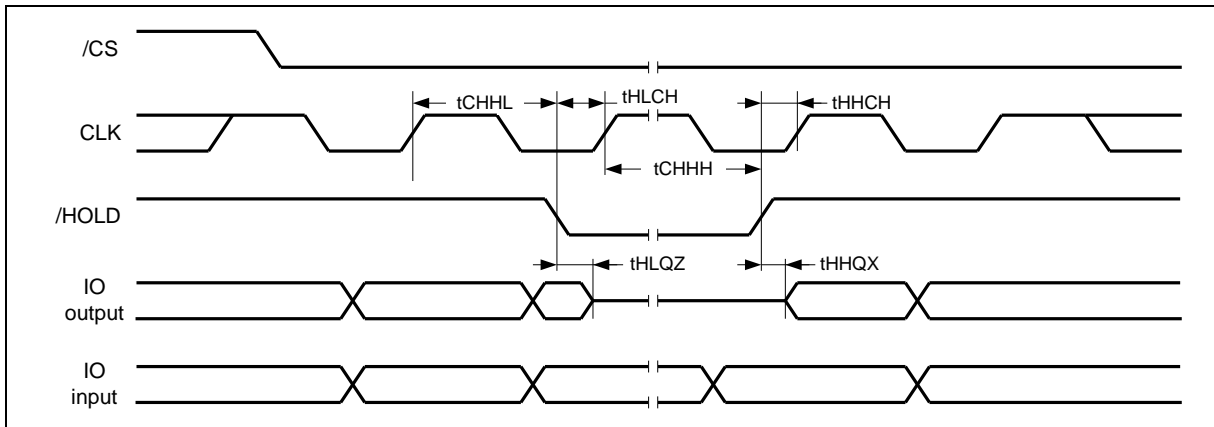 /CS
tCHHL
tHLCH
tHHCH
CLK
tCHHH
/HOLD
tHLQZ
tHHQX
IO
output
IO
input